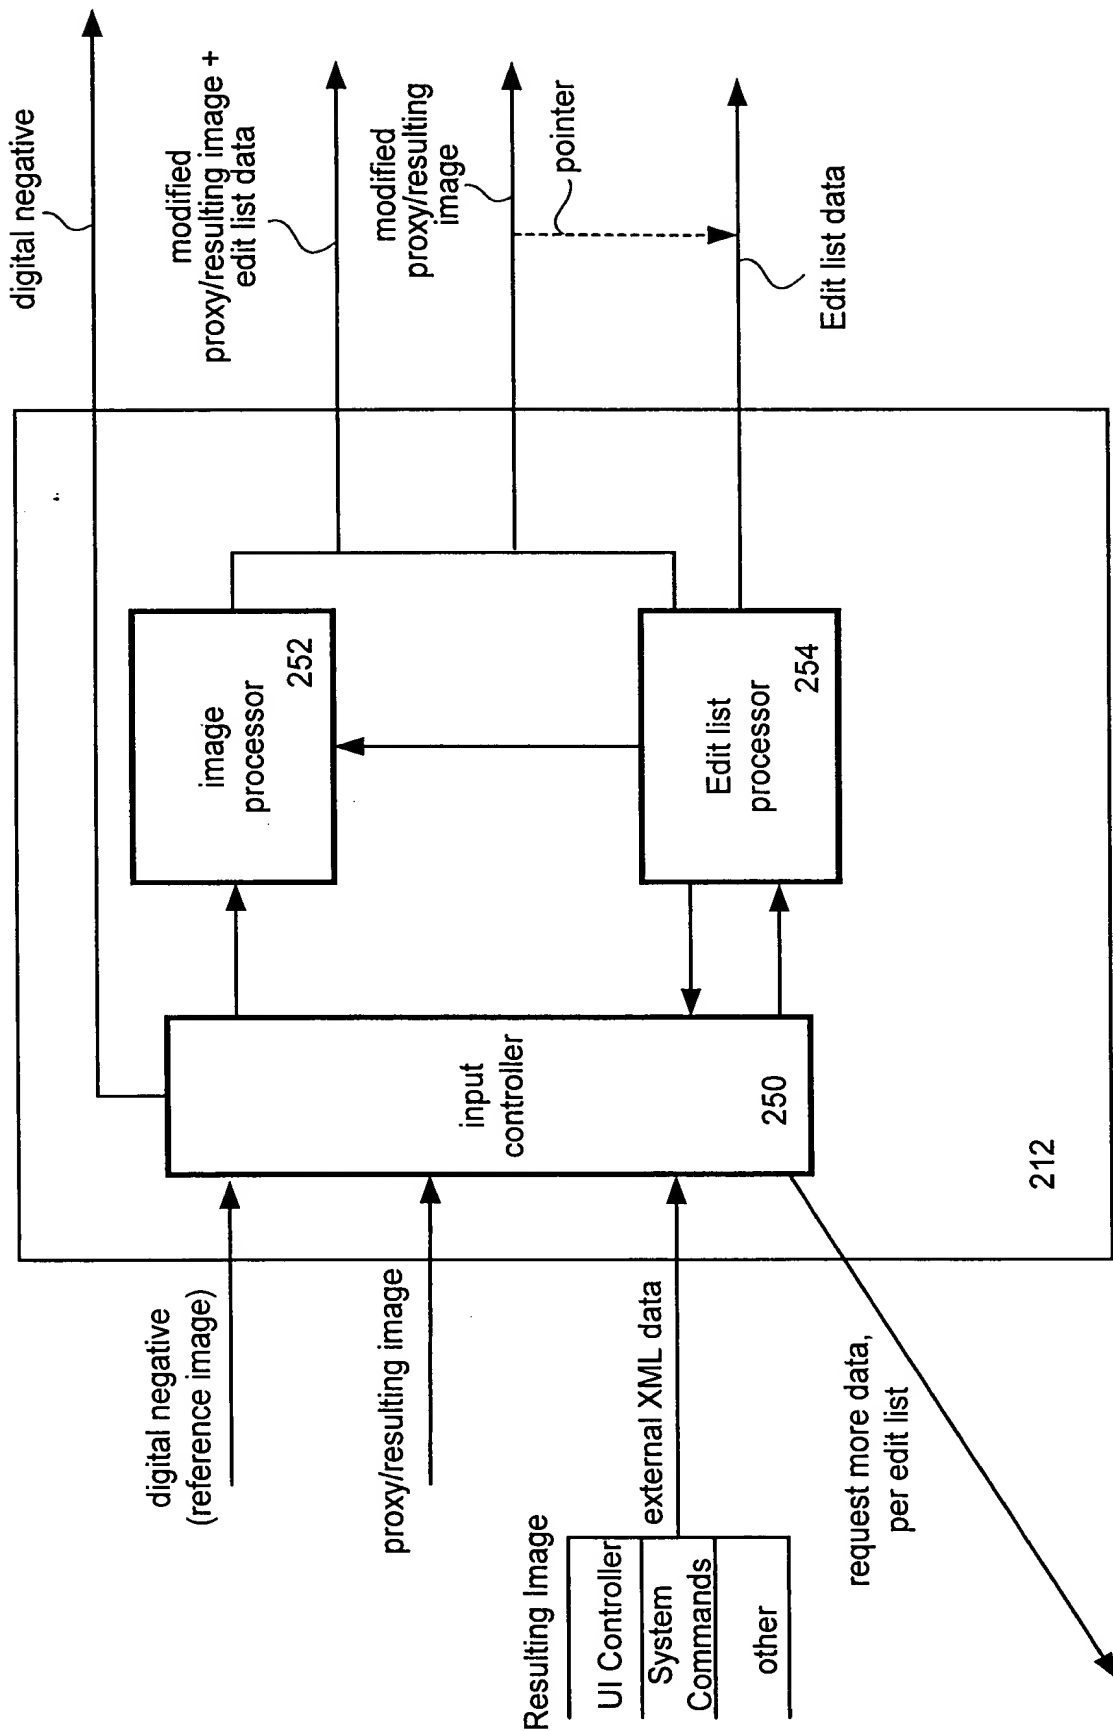 digital negative
(reference image)
proxy/resulting image
Resulting Image
UI Controller
System
Commands
other
external XML data
request more data,
per edit list
input
controller
250
212
image
processor
252
Edit list
processor
254
digital negative
modified
proxy/resulting image +
edit list data
modified
proxy/resulting
image
pointer
Edit list data